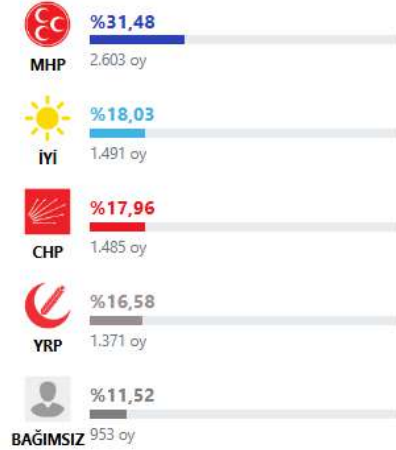 %31,48
MHP 2.603 oy
%18,03
İYİ 1.491 oy
%17,96
CHP 1.485 oy
%16,58
YRP 1.371 oy
%11,52
BAĞIMSIZ 953 oy